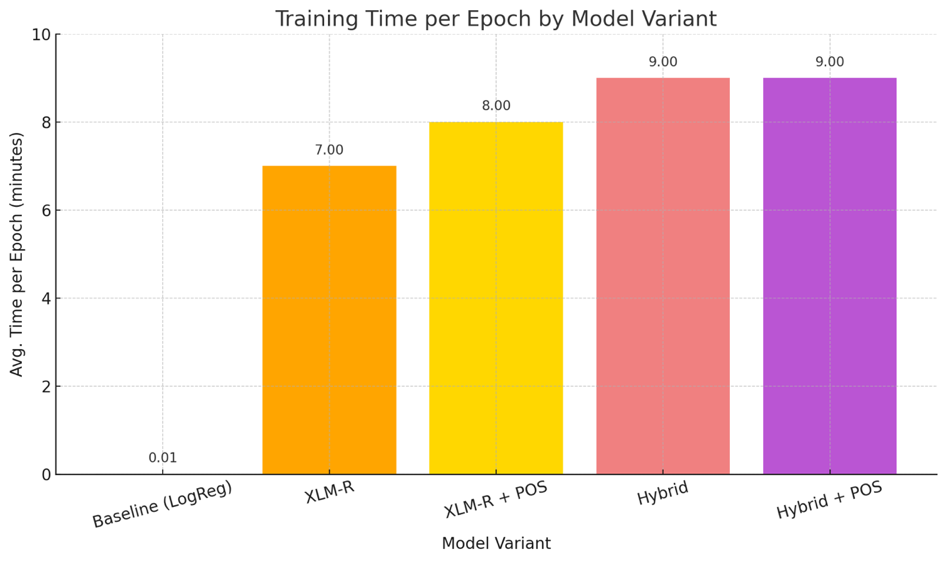 Training Time per Epoch by Model Variant
Avg. Time per Epoch (minutes)
10
8
6
4
2
0
0.01
7.00
8.00
9.00
9.00
Baseline (LogReg)
XLM-R
XLM-R + POS
Hybrid
Hybrid + POS
Model Variant